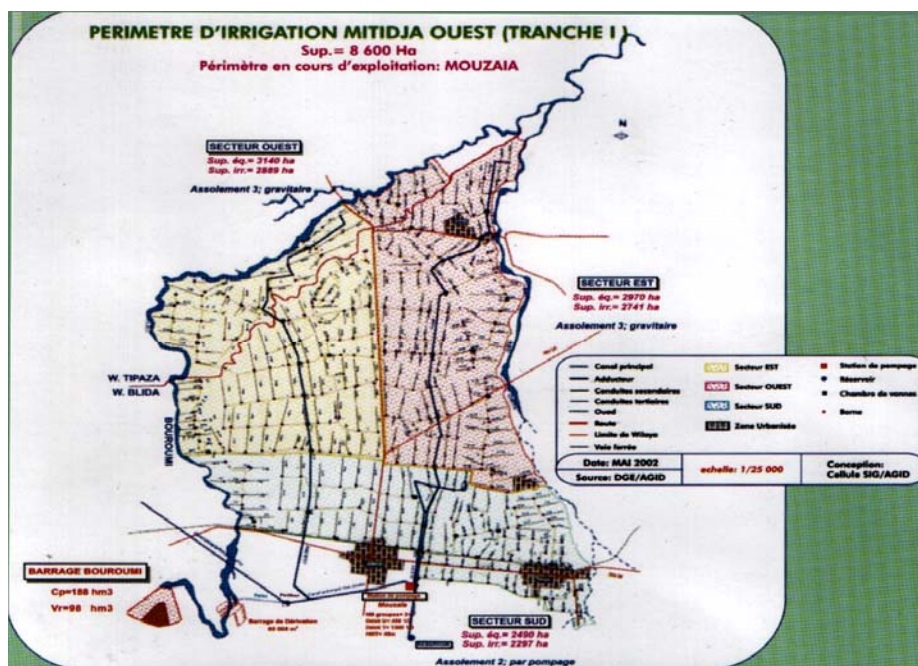 PERIMETRE D'IRRIGATION MITIDJA OUEST (TRANCHE I )
Sup.= 8 600 Ha
Périmètre en cours d'exploitation: MOUZAIA
N
SECTEUR OUEST
Sup. éq.= 3140 ha
Sup. irr.= 2889 ha
Assolement 3; gravitaire
SECTEUR EST
Sup. éq.= 2970 ha
Sup. irr.= 2741 ha
Assolement 3; gravitaire
W. TIPAZA
W. BLIDA
BOUROUMI
Canal principal
Adducteur
Conduites secondaires
Conduites tertiaires
Oued
Route
Limite de Wilaya
Voie ferrée
Secteur EST
Secteur OUEST
Secteur SUD
Zone Urbanisée
Station de pompage
Réservoir
Chambre de vannes
Borne
Date: MAI 2002
Source: DGE/AGID
echelle: 1/25 000
Conception:
Cellule SIG/AGID
BARRAGE BOUROUMI
Cp=188 hm3
Vr=98 hm3
Barrage de Dérivation
Station de pompage
Mouzaia
SECTEUR SUD
Sup. éq.= 2490 ha
Sup. irr.= 2297 ha
Assolement 2; par pompage